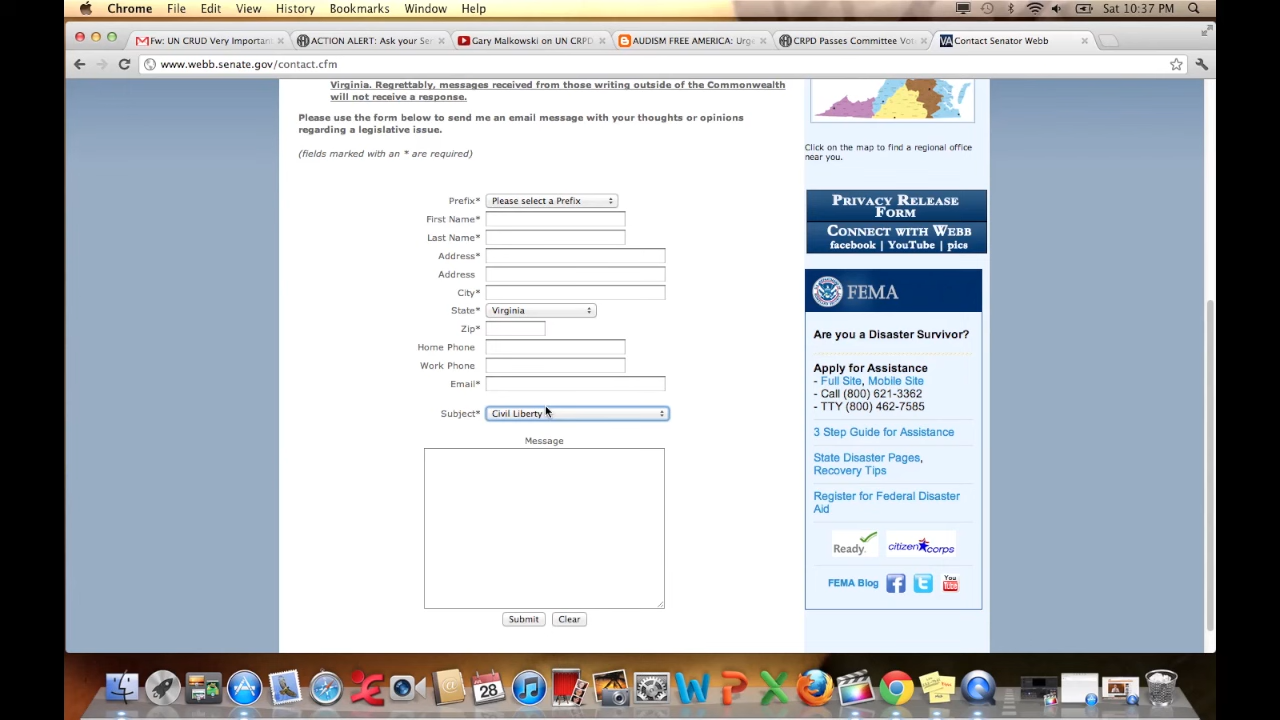 Chrome File Edit View History Bookmarks Window Help Sat 10:37 PM
Fw: UN CRUD Very Important ACTION ALERT: Ask your Ser Gary Malkowski on UN CRPD AUDISM FREE AMERICA: Urge CRPD Passes Committee Vot Contact Senator Webb
www.webb.senate.gov/contact.cfm
Virginia. Regrettably, messages received from those writing outside of the Commonwealth
will not receive a response.
Please use the form below to send me an email message with your thoughts or opinions
regarding a legislative issue.
(fields marked with an * are required)
Prefix* Please select a Prefix
First Name*
Last Name*
Address*
Address
City*
State* Virginia
Zip*
Home Phone
Work Phone
Email*
Subject* Civil Liberty
Message
Submit Clear
Click on the map to find a regional office
near you.
PRIVACY RELEASE
FORM
CONNECT WITH WEBB
facebook | YouTube | pics
FEMA
Are you a Disaster Survivor?
Apply for Assistance
- Full Site, Mobile Site
- Call (800) 621-3362
- TTY (800) 462-7585
3 Step Guide for Assistance
State Disaster Pages,
Recovery Tips
Register for Federal Disaster
Aid
Ready citizen corps
FEMA Blog f t You Tube
28
W P X